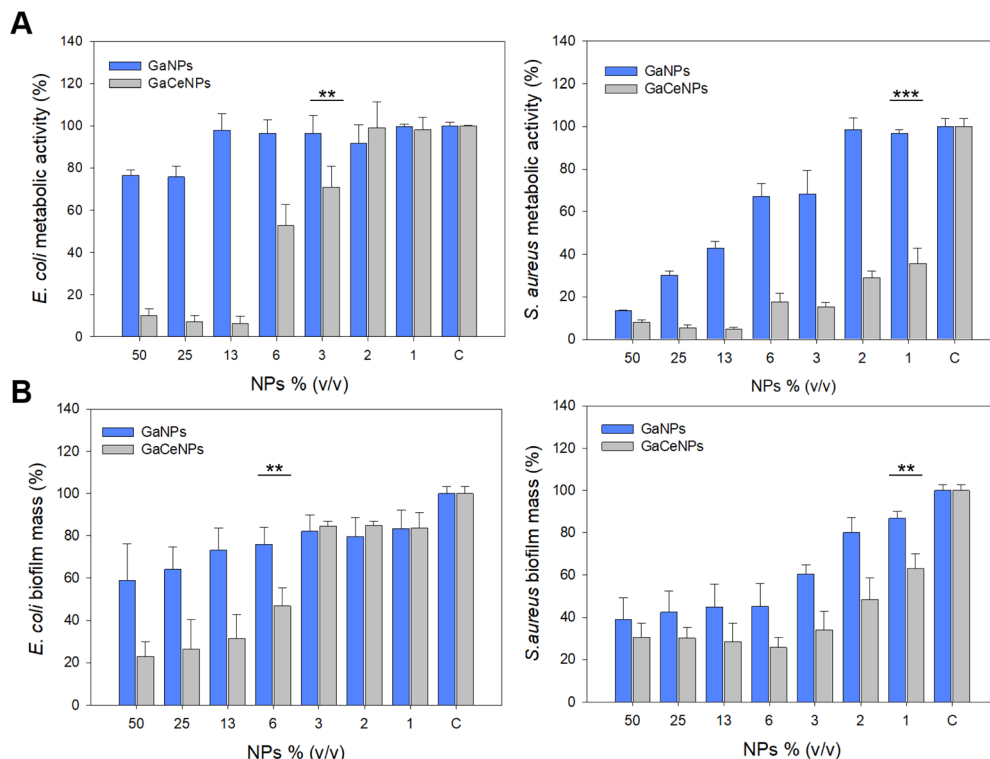 A
140
120
100
80
60
40
20
0
E. coli metabolic activity (%)
GaNPs
GaCeNPs
**
50 25 13 6 3 2 1 C
NPs % (v/v)
140
120
100
80
60
40
20
0
S. aureus metabolic activity (%)
GaNPs
GaCeNPs
***
50 25 13 6 3 2 1 C
NPs % (v/v)
B
140
120
100
80
60
40
20
0
E. coli biofilm mass (%)
GaNPs
GaCeNPs
**
50 25 13 6 3 2 1 C
NPs % (v/v)
140
120
100
80
60
40
20
0
S.aureus biofilm mass (%)
GaNPs
GaCeNPs
**
50 25 13 6 3 2 1 C
NPs % (v/v)